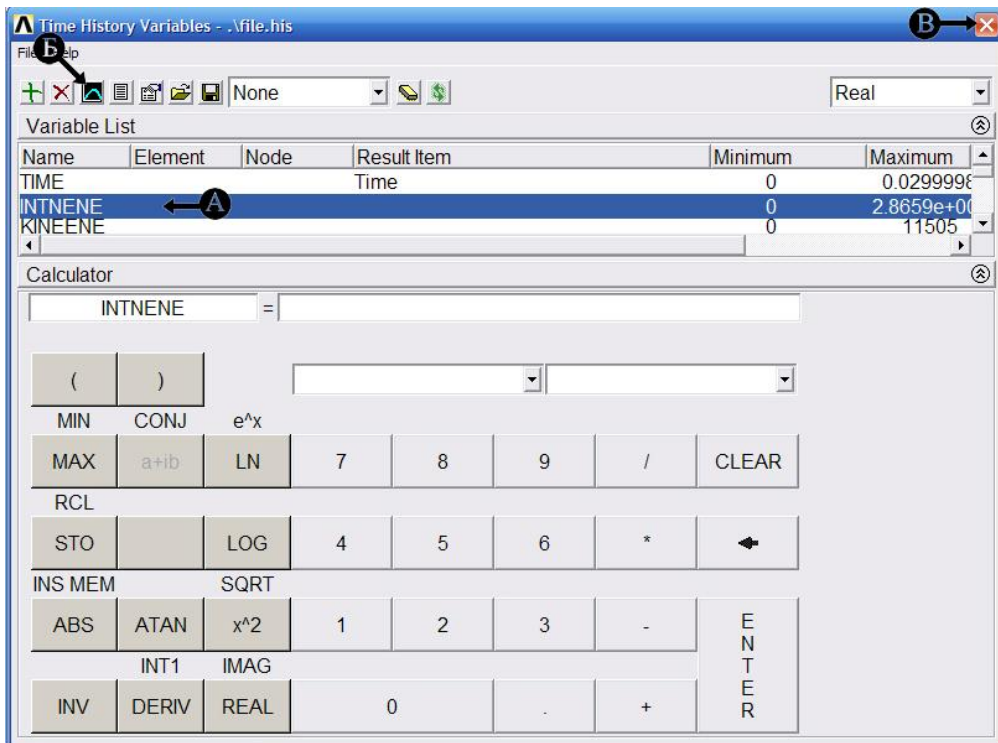 Time History Variables - ..\file.his
В
Б
File Help
None
Real
Variable List
Name Element Node Result Item Minimum Maximum
TIME Time 0 0.0299998
INTNENE А 0 2.8659e+00
KINEENE 0 11505
Calculator
INTNENE =
( )
MIN CONJ e^x
MAX a+ib LN 7 8 9 / CLEAR
RCL
STO LOG 4 5 6 *
INS MEM SQRT
ABS ATAN x^2 1 2 3 - ENTER
INT1 IMAG
INV DERIV REAL 0 . +